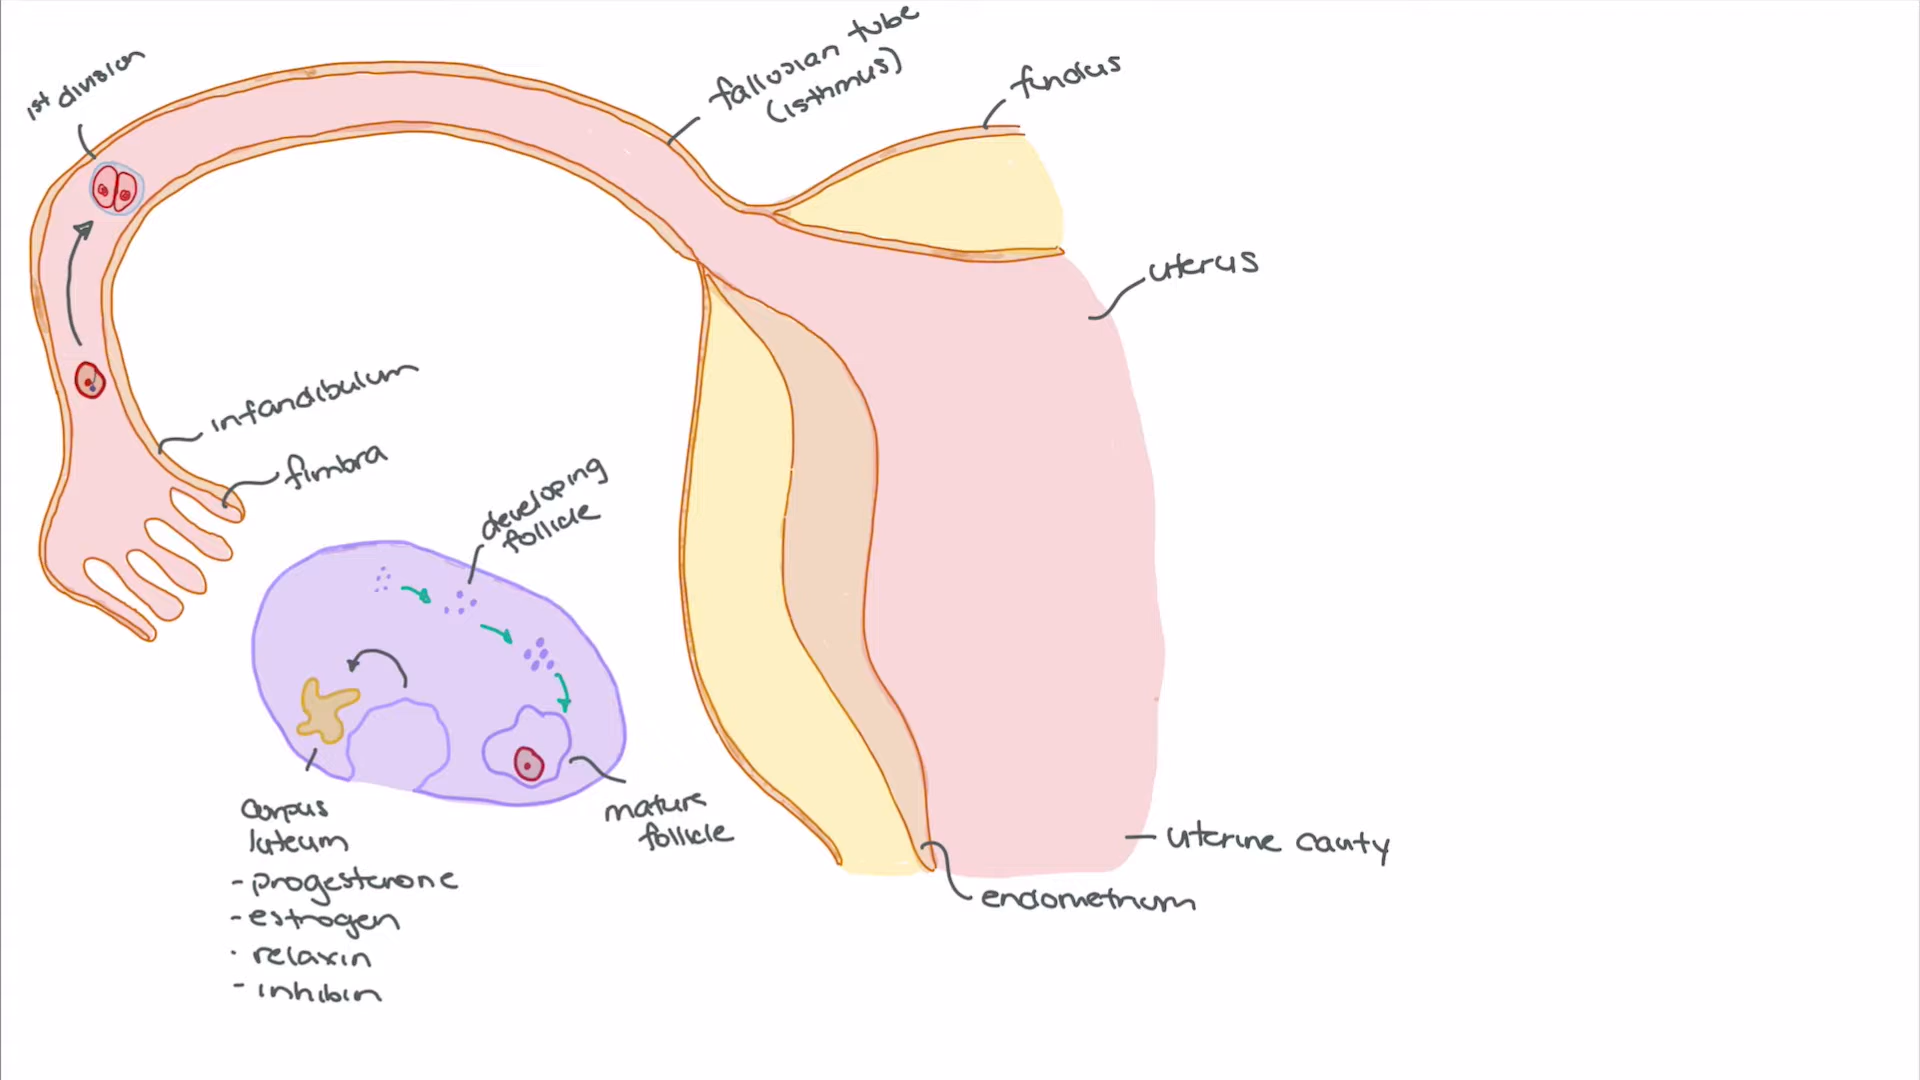 1st division
fallopian tube
(isthmus)
fundus
uterus
infandibulum
fimbra
developing
follicle
corpus
luteum
- progesterone
- estrogen
· relaxin
- inhibin
mature
follicle
uterine cavity
endometrium